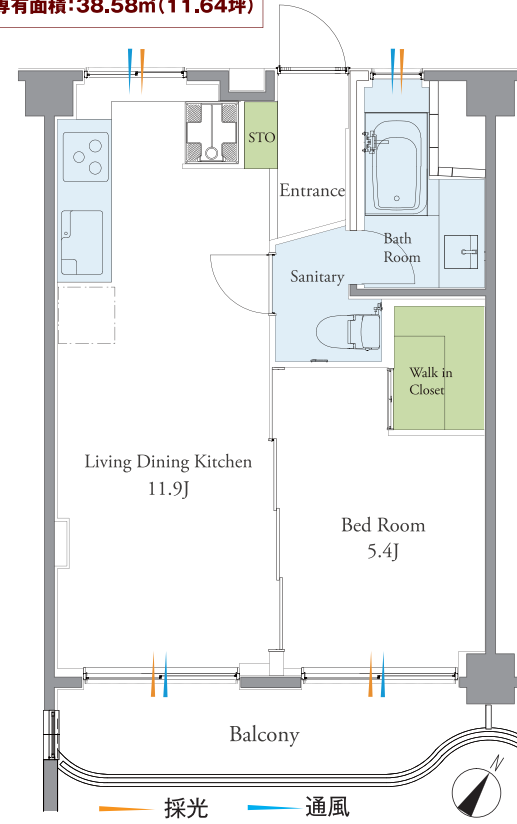 専有面積:38.58㎡(11.64坪)
STO
Entrance
Bath
Room
Sanitary
Walk in
Closet
Living Dining Kitchen
11.9J
Bed Room
5.4J
Balcony
N
採光 通風